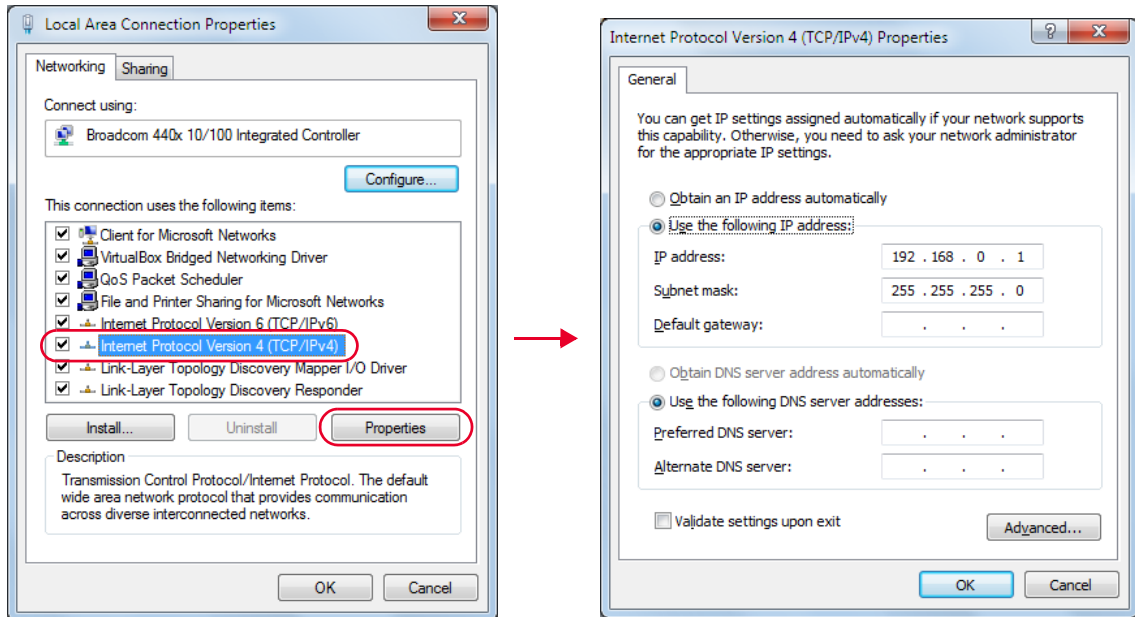 Local Area Connection Properties
Networking
Sharing
Connect using:
Broadcom 440x 10/100 Integrated Controller
Configure...
This connection uses the following items:
Client for Microsoft Networks
VirtualBox Bridged Networking Driver
QoS Packet Scheduler
File and Printer Sharing for Microsoft Networks
Internet Protocol Version 6 (TCP/IPv6)
Internet Protocol Version 4 (TCP/IPv4)
Link-Layer Topology Discovery Mapper I/O Driver
Link-Layer Topology Discovery Responder
Install...
Uninstall
Properties
Description
Transmission Control Protocol/Internet Protocol. The default
wide area network protocol that provides communication
across diverse interconnected networks.
OK
Cancel
Internet Protocol Version 4 (TCP/IPv4) Properties
General
You can get IP settings assigned automatically if your network supports
this capability. Otherwise, you need to ask your network administrator
for the appropriate IP settings.
Obtain an IP address automatically
Use the following IP address:
IP address: 192 . 168 . 0 . 1
Subnet mask: 255 . 255 . 255 . 0
Default gateway: . . .
Obtain DNS server address automatically
Use the following DNS server addresses:
Preferred DNS server: . . .
Alternate DNS server: . . .
Validate settings upon exit
Advanced...
OK
Cancel